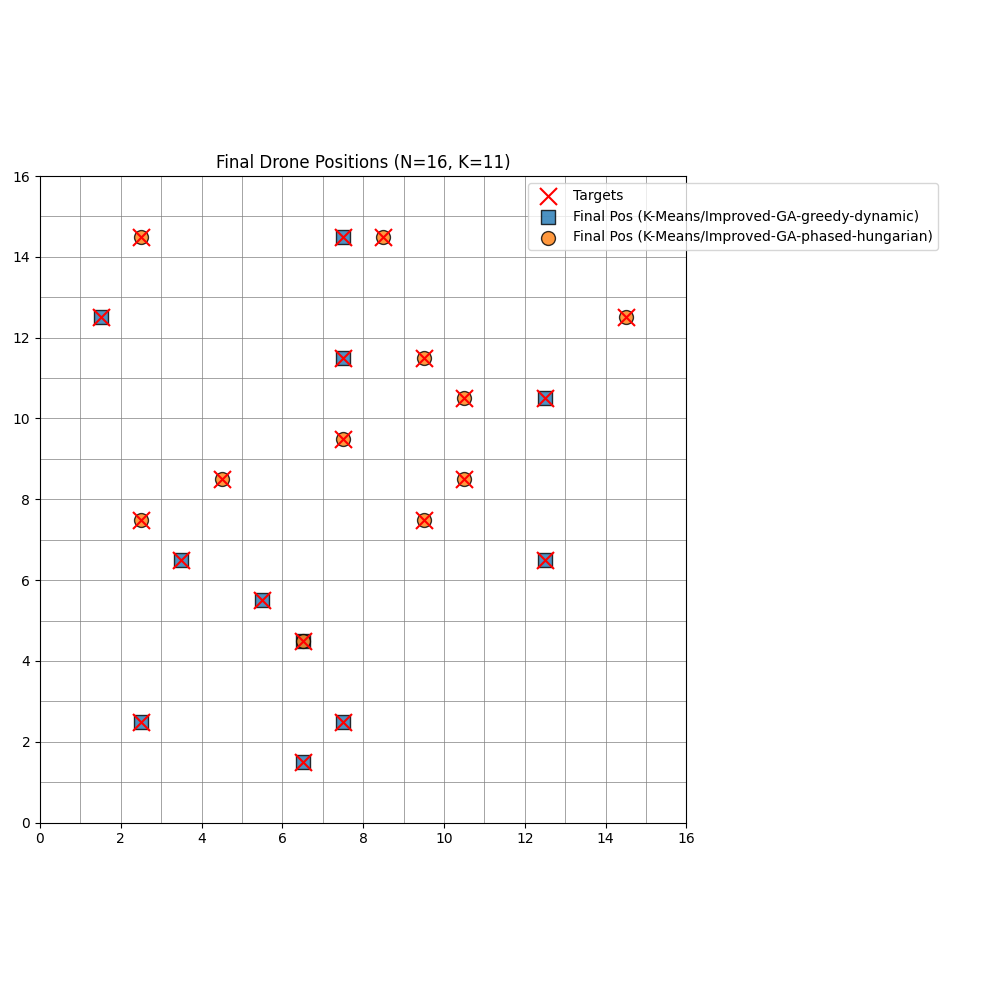 Final Drone Positions (N=16, K=11)
Targets
Final Pos (K-Means/Improved-GA-greedy-dynamic)
Final Pos (K-Means/Improved-GA-phased-hungarian)
16
14
12
10
8
6
4
2
0
0 2 4 6 8 10 12 14 16